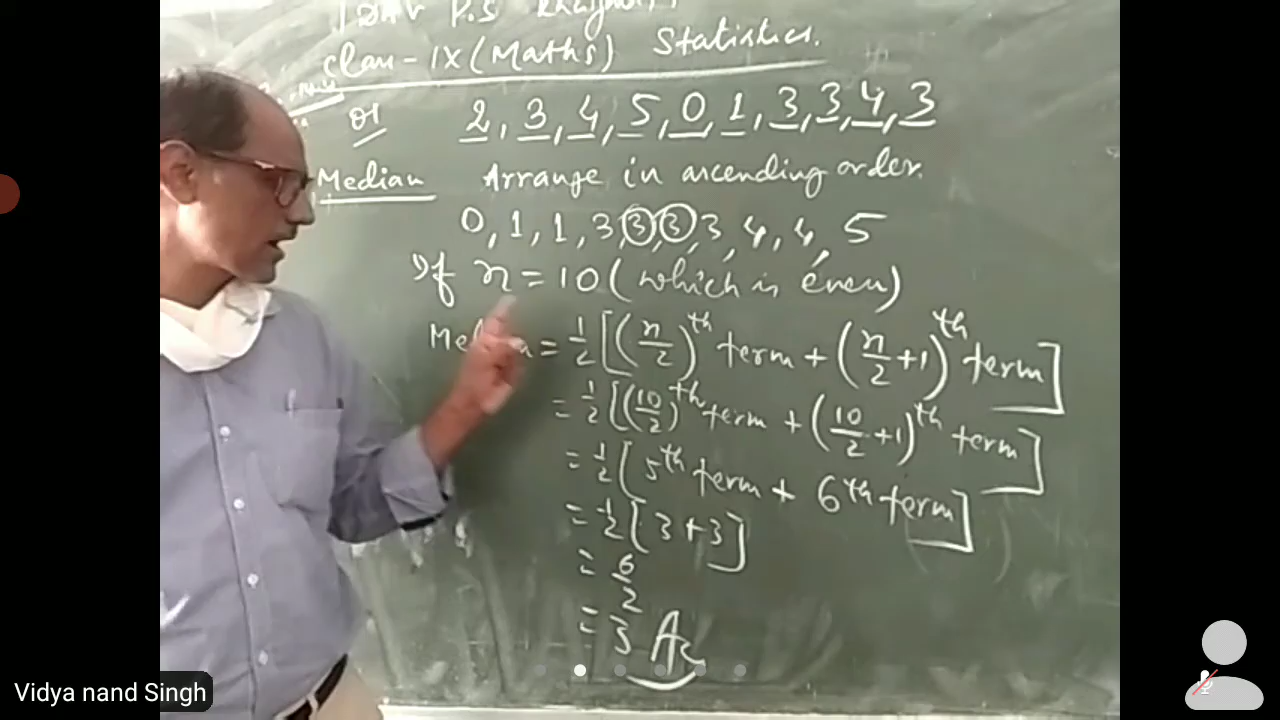 P.S
Class - IX (Maths) Statistics.
Q1 2, 3, 4, 5, 0, 1, 3, 3, 4, 3
Median Arrange in ascending order.
0, 1, 1, 3, 3, 3, 3, 4, 4, 5
If n = 10 (which is even)
= 1/2 [(n/2)th term + (n/2 + 1)th term]
= 1/2 [(10/2)th term + (10/2 + 1)th term]
= 1/2 [5th term + 6th term]
= 1/2 [3 + 3]
= 6/2
= 3 As
Vidya nand Singh